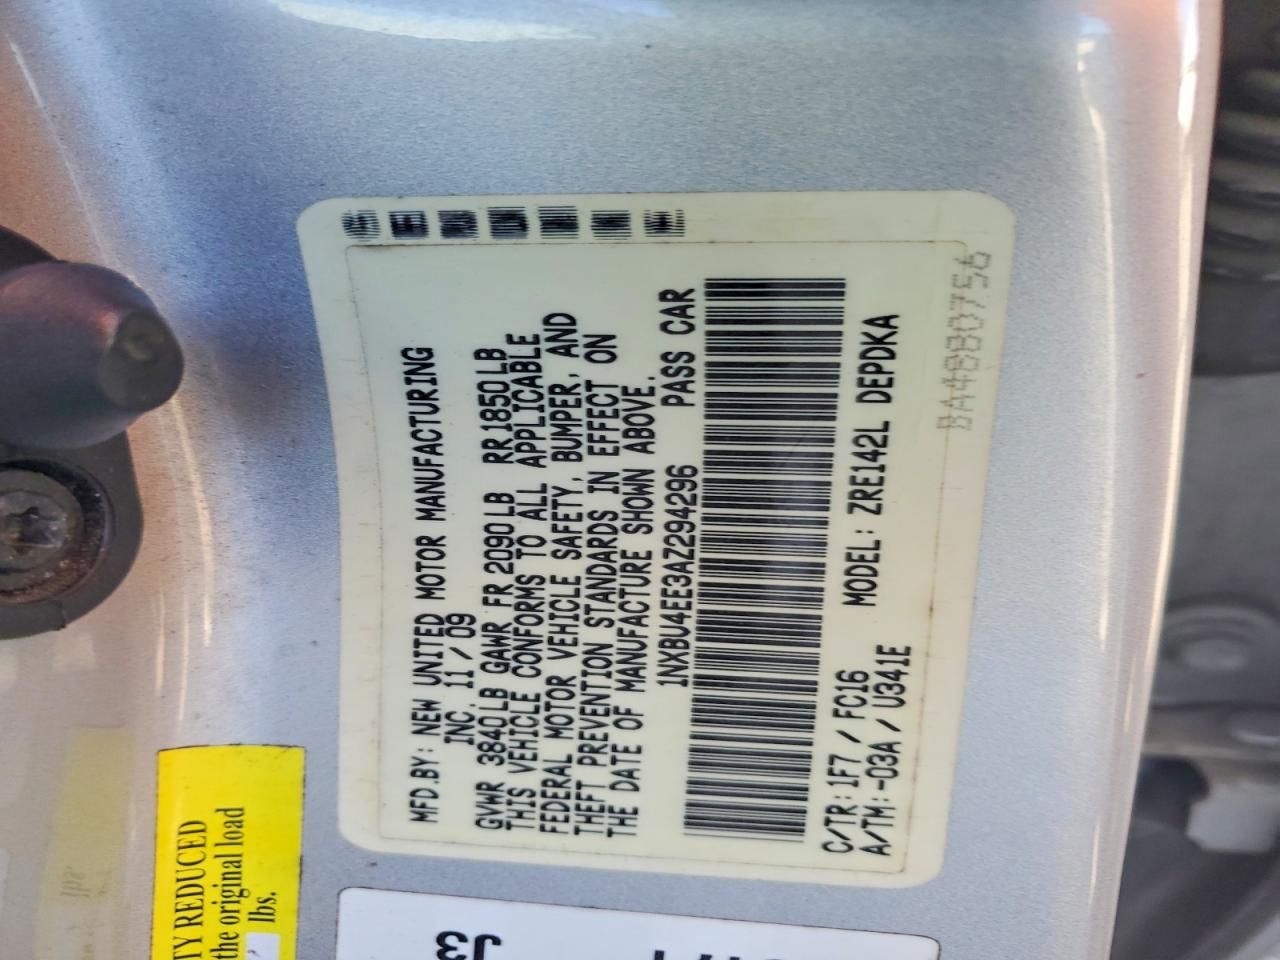 MFD.BY: NEW UNITED MOTOR MANUFACTURING
INC. 11/09
GVWR 3840LB GAWR FR 2090LB RR1850LB
THIS VEHICLE CONFORMS TO ALL APPLICABLE
FEDERAL MOTOR VEHICLE SAFETY, BUMPER, AND
THEFT PREVENTION STANDARDS IN EFFECT ON
THE DATE OF MANUFACTURE SHOWN ABOVE.
1NXBU4EE3AZ294296 PASS CAR
C/TR: 1F7/FC16 MODEL: ZRE142L DEPDKA
A/TM: -03A/U341E
BA4BB0756
TY REDUCED
the original load
lbs.